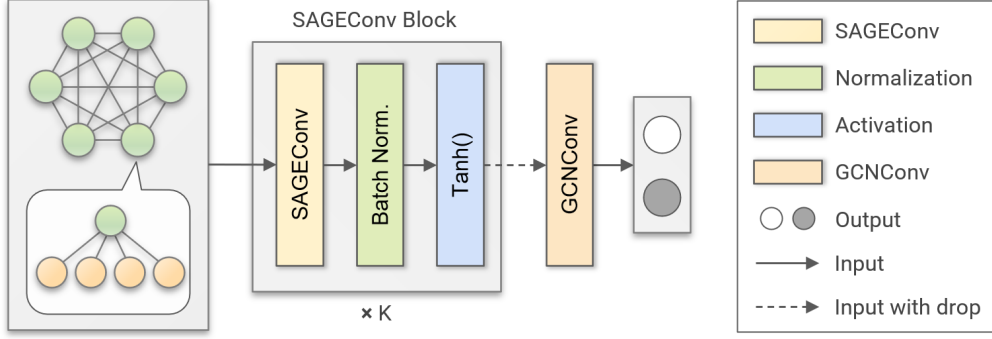 SAGEConv Block
SAGEConv
Batch Norm.
Tanh()
× K
GCNConv
SAGEConv
Normalization
Activation
GCNConv
Output
Input
Input with drop